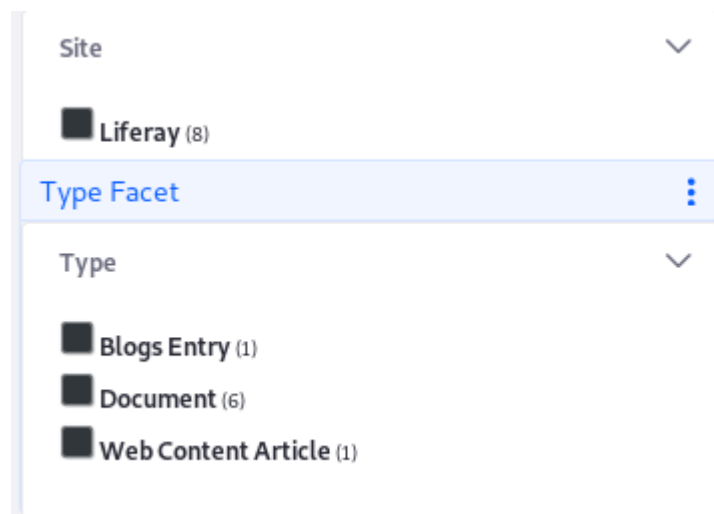 Site
Liferay (8)
Type Facet
Type
Blogs Entry (1)
Document (6)
Web Content Article (1)